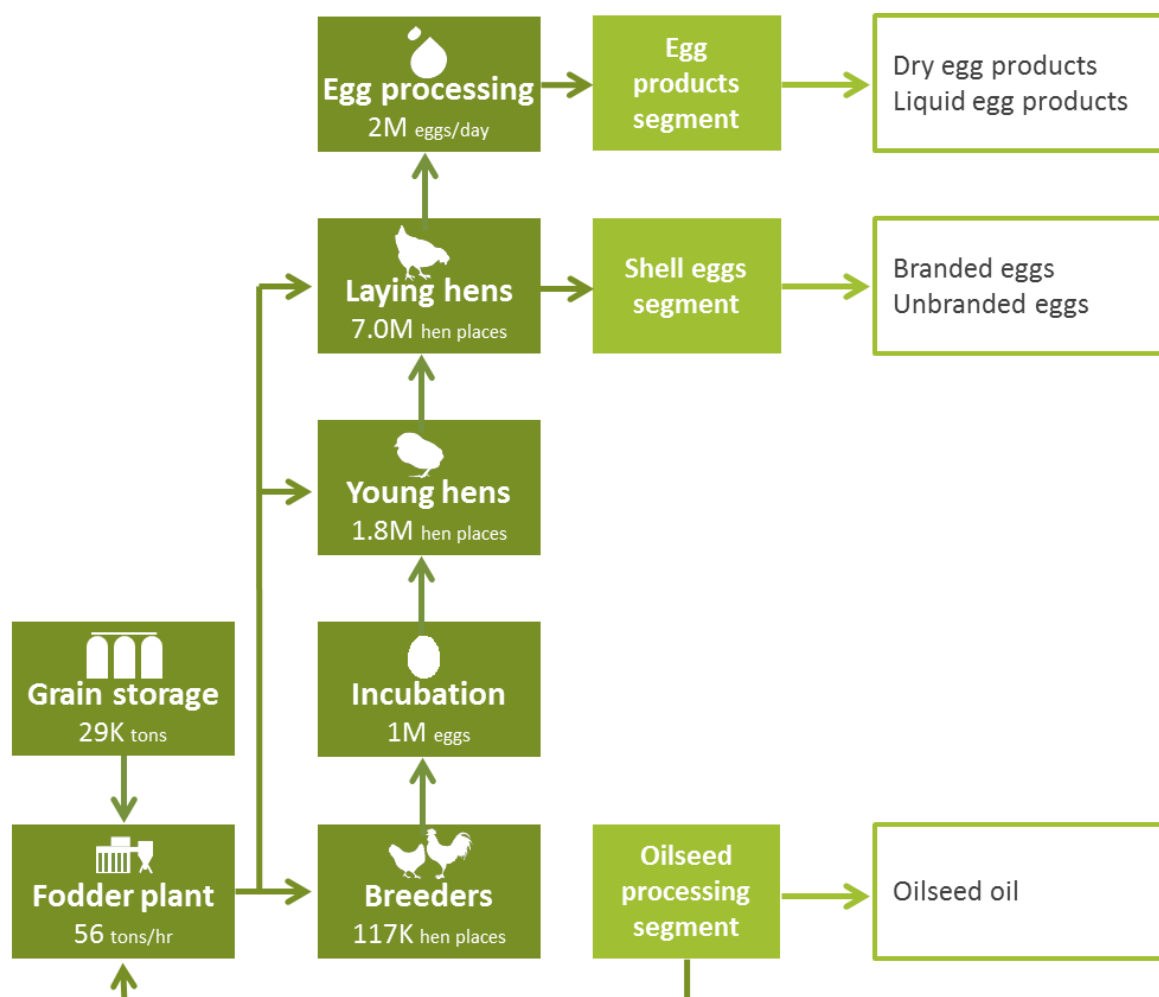 Egg processing
2M eggs/day
Egg
products
segment
Dry egg products
Liquid egg products
Laying hens
7.0M hen places
Shell eggs
segment
Branded eggs
Unbranded eggs
Young hens
1.8M hen places
Grain storage
29K tons
Incubation
1M eggs
Fodder plant
56 tons/hr
Breeders
117K hen places
Oilseed
processing
segment
Oilseed oil